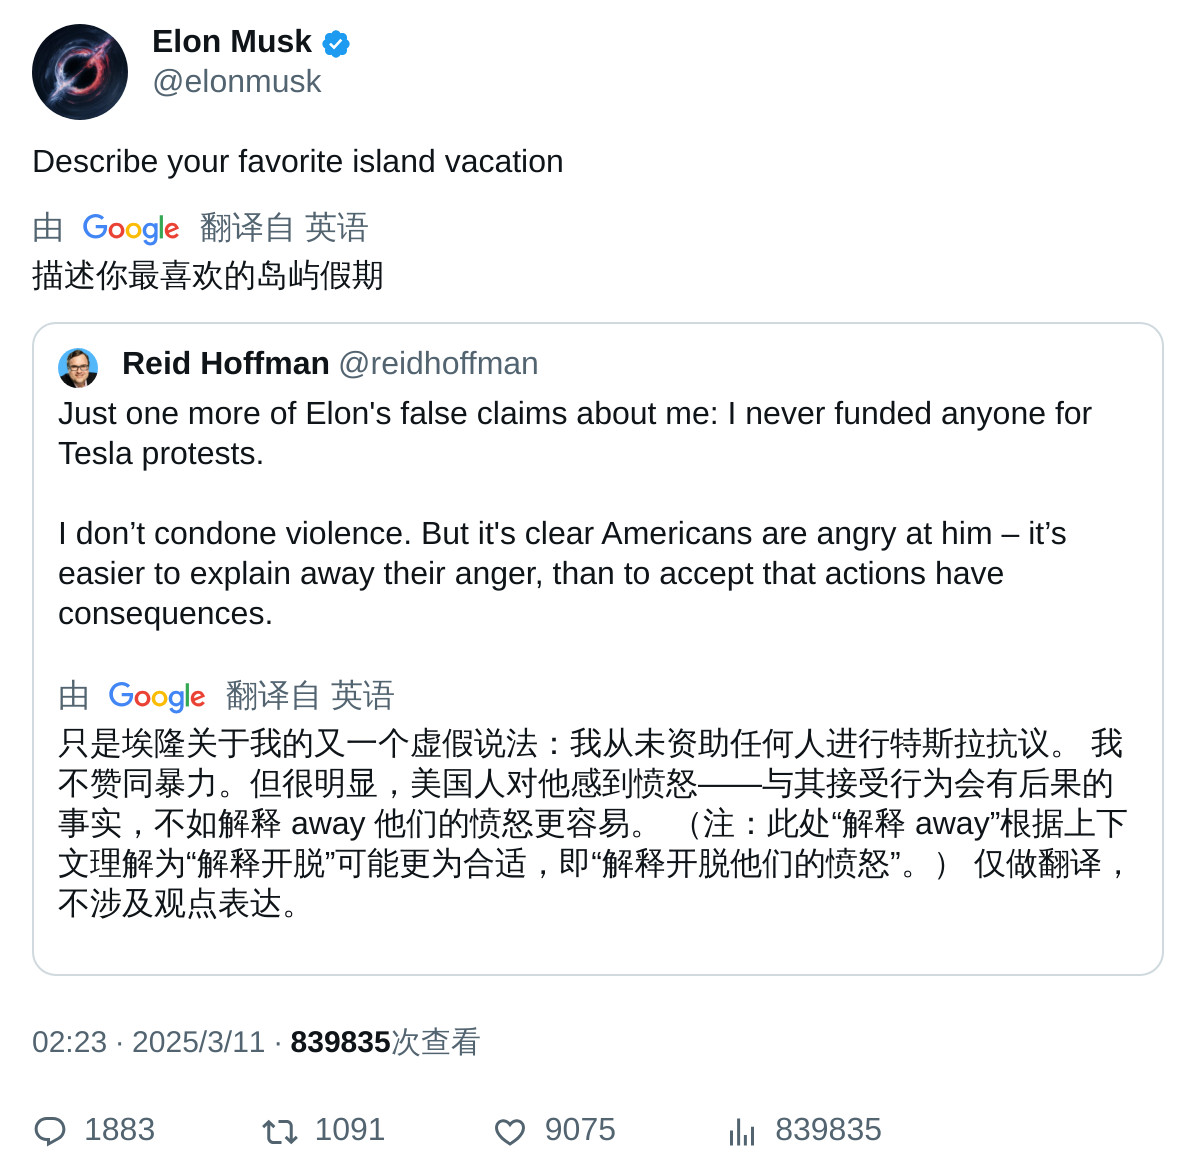 Elon Musk
@elonmusk
Describe your favorite island vacation
由 Google 翻译自 英语
描述你最喜欢的岛屿假期
Reid Hoffman @reidhoffman
Just one more of Elon's false claims about me: I never funded anyone for
Tesla protests.
I don’t condone violence. But it's clear Americans are angry at him – it’s
easier to explain away their anger, than to accept that actions have
consequences.
由 Google 翻译自 英语
只是埃隆关于我的又一个虚假说法：我从未资助任何人进行特斯拉抗议。 我
不赞同暴力。但很明显，美国人对他感到愤怒——与其接受行为会有后果的
事实，不如解释 away 他们的愤怒更容易。 （注：此处“解释 away”根据上下
文理解为“解释开脱”可能更为合适，即“解释开脱他们的愤怒”。） 仅做翻译，
不涉及观点表达。
02:23 · 2025/3/11 · 839835次查看
1883 1091 9075 839835